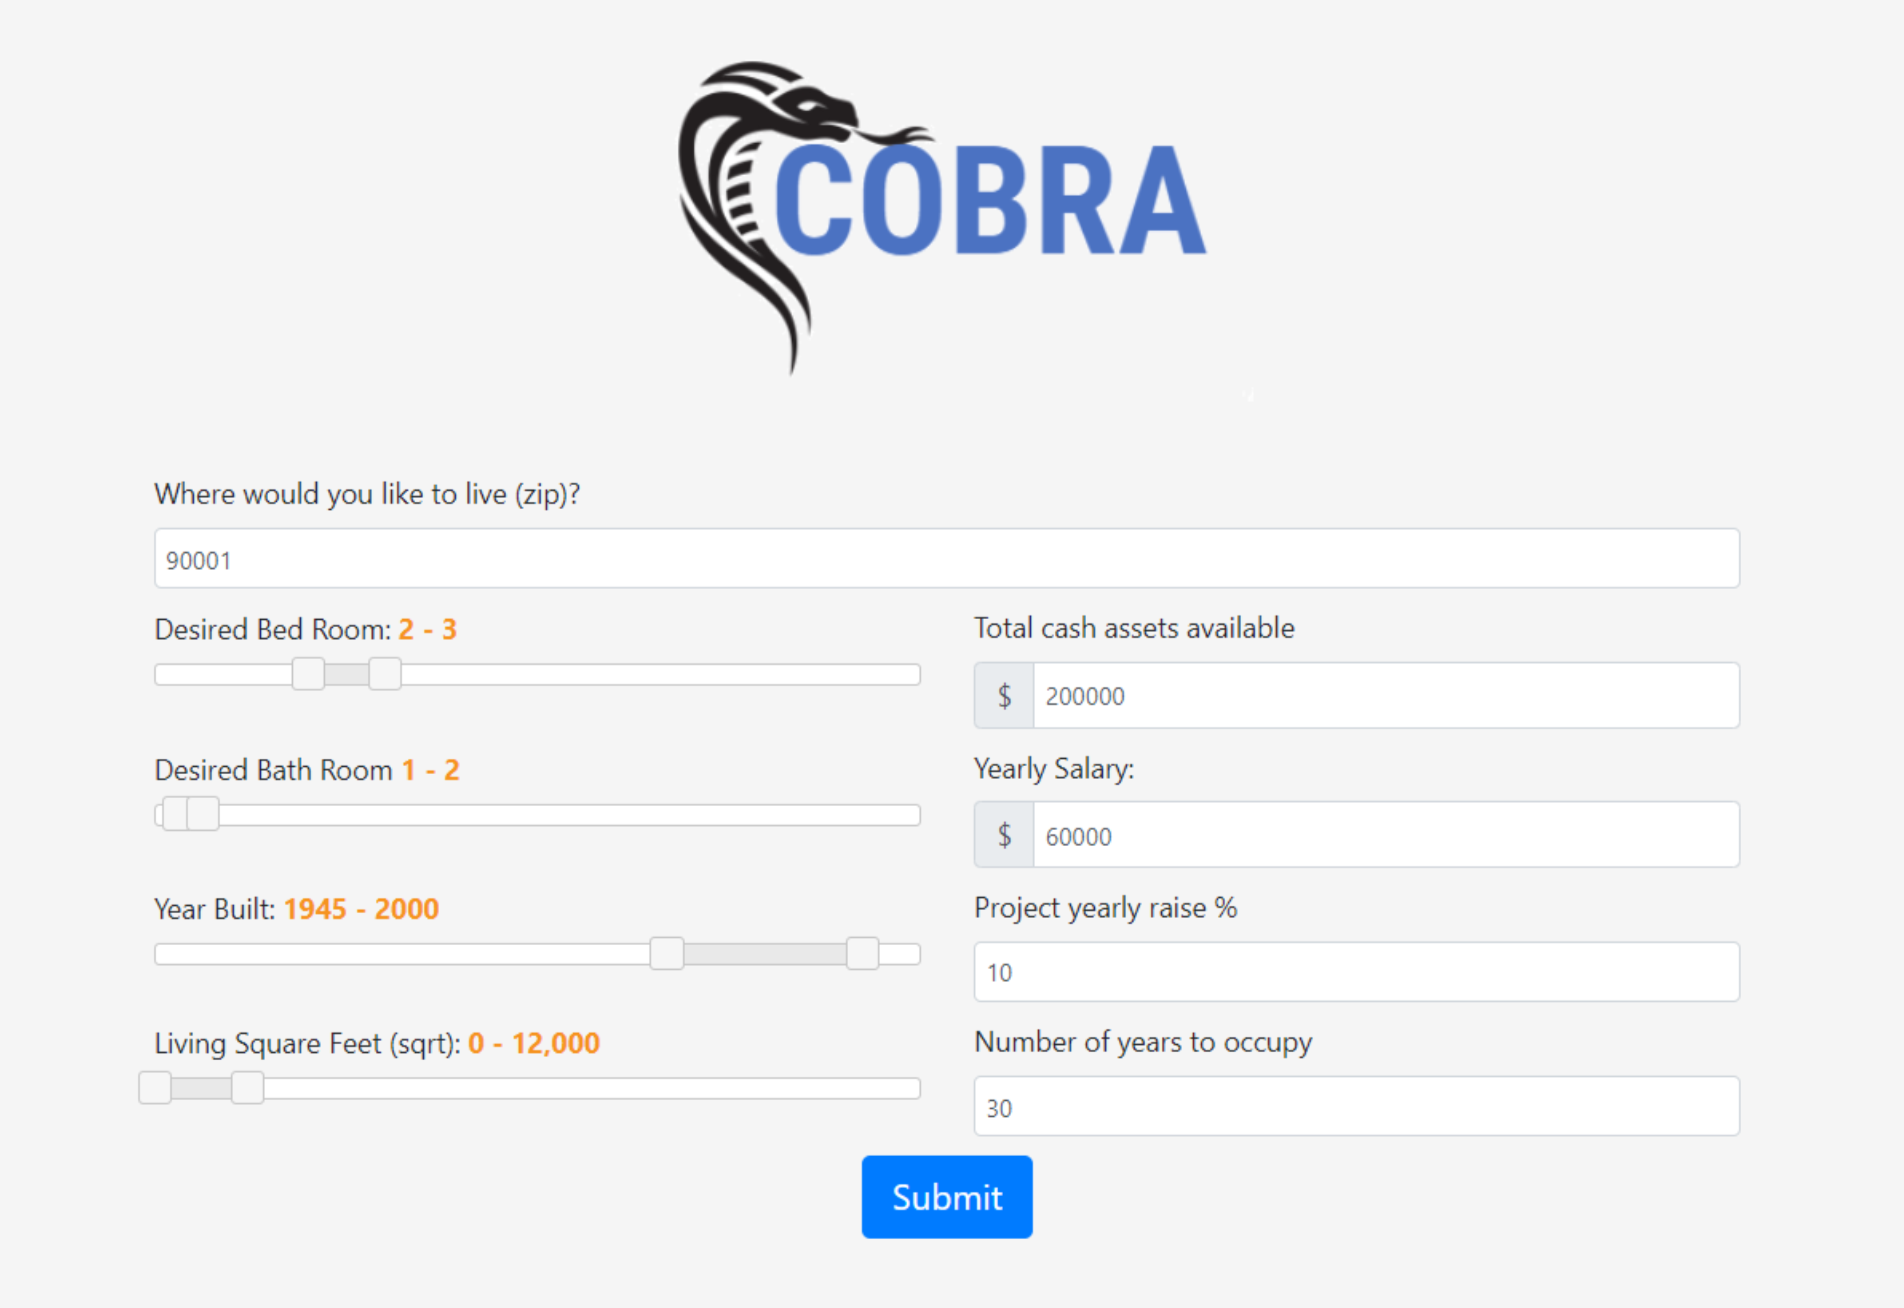 COBRA
Where would you like to live (zip)?
90001
Desired Bed Room: 2 - 3
Total cash assets available
$ 200000
Desired Bath Room 1 - 2
Yearly Salary:
$ 60000
Year Built: 1945 - 2000
Project yearly raise %
10
Living Square Feet (sqrt): 0 - 12,000
Number of years to occupy
30
Submit